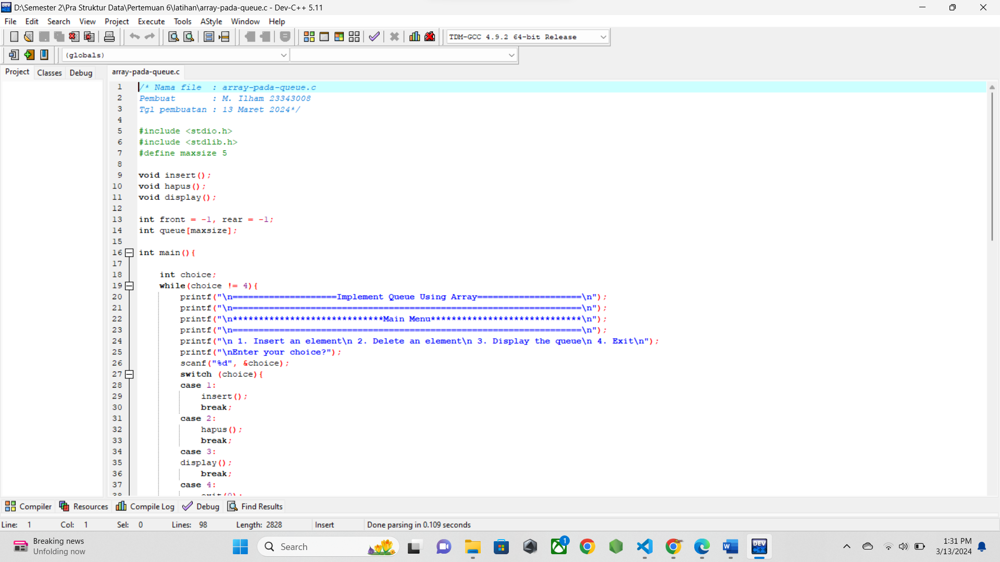 D:\Semester 2\Pra Struktur Data\Pertemuan 6\latihan\array-pada-queue.c - Dev-C++ 5.11
File Edit Search View Project Execute Tools AStyle Window Help
TDM-GCC 4.9.2 64-bit Release
(globals)
Project Classes Debug array-pada-queue.c
1 /* Nama file  : array-pada-queue.c
2 Pembuat       : M. Ilham 23343008
3 Tgl pembuatan : 13 Maret 2024*/
4
5 #include <stdio.h>
6 #include <stdlib.h>
7 #define maxsize 5
8
9 void insert();
10 void hapus();
11 void display();
12
13 int front = -1, rear = -1;
14 int queue[maxsize];
15
16 int main(){
17
18     int choice;
19     while(choice != 4){
20         printf("\n====================Implement Queue Using Array====================\n");
21         printf("\n===================================================================\n");
22         printf("\n*****************************Main Menu*****************************\n");
23         printf("\n===================================================================\n");
24         printf("\n 1. Insert an element\n 2. Delete an element\n 3. Display the queue\n 4. Exit\n");
25         printf("\nEnter your choice?");
26         scanf("%d", &choice);
27         switch (choice){
28         case 1:
29             insert();
30             break;
31         case 2:
32             hapus();
33             break;
34         case 3:
35         display();
36             break;
37         case 4:
38             exit(0);
Compiler Resources Compile Log Debug Find Results
Line: 1 Col: 1 Sel: 0 Lines: 98 Length: 2828 Insert Done parsing in 0.109 seconds
Breaking news
Unfolding now
Search
1
DEV
C++
1:31 PM
3/13/2024